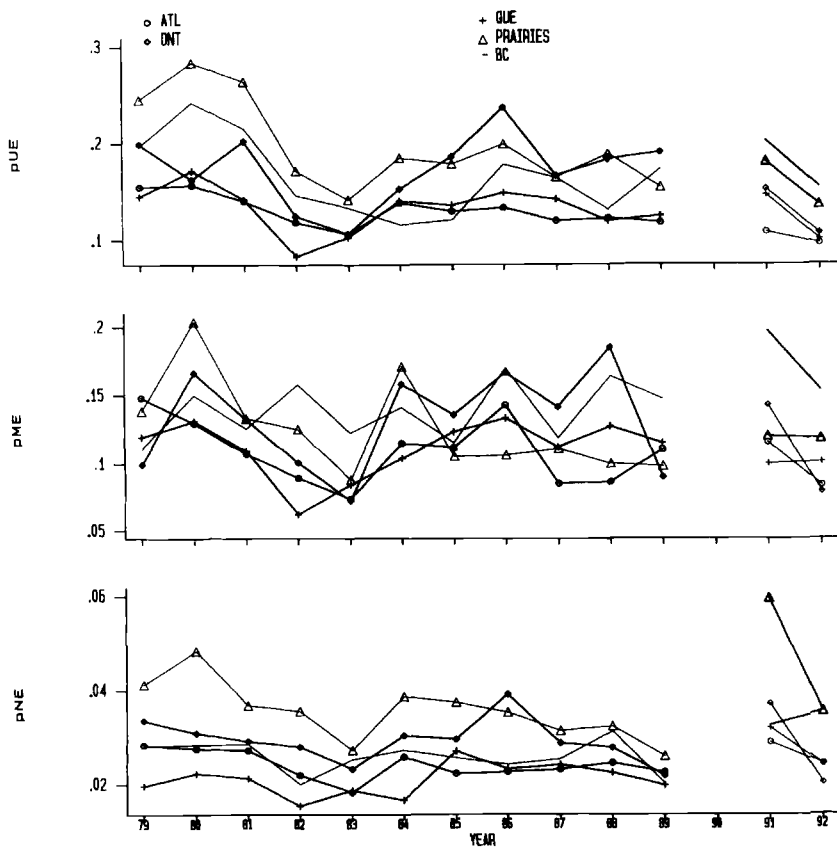 ATL QUE
ONT PRAIRIES
BC
.3
.2
.1
pUE
.2
.15
.1
.05
pME
.06
.04
.02
pNE
79 80 81 82 83 84 85 86 87 88 89 90 91 92
YEAR